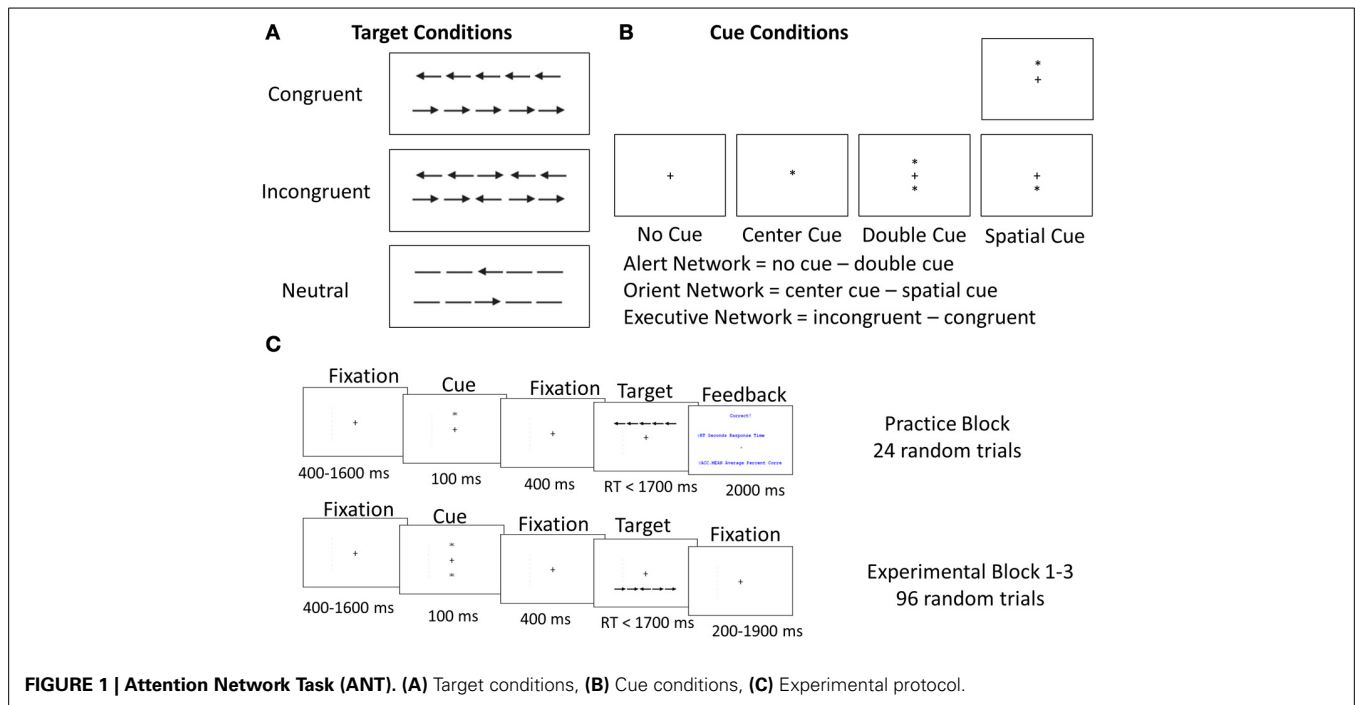 A Target Conditions
Congruent
Incongruent
Neutral
B Cue Conditions
*
+
+
*
*
+
*
+
*
No Cue Center Cue Double Cue Spatial Cue
Alert Network = no cue – double cue
Orient Network = center cue – spatial cue
Executive Network = incongruent – congruent
C
Fixation Cue Fixation Target Feedback
+
*
+
+
+
Correct!
:RT Seconds Response Time
:ACC.MEAN Average Percent Corre
400-1600 ms 100 ms 400 ms RT < 1700 ms 2000 ms
Practice Block
24 random trials
Fixation Cue Fixation Target Fixation
+
*
+
*
+
+
+
400-1600 ms 100 ms 400 ms RT < 1700 ms 200-1900 ms
Experimental Block 1-3
96 random trials
FIGURE 1 | Attention Network Task (ANT). (A) Target conditions, (B) Cue conditions, (C) Experimental protocol.